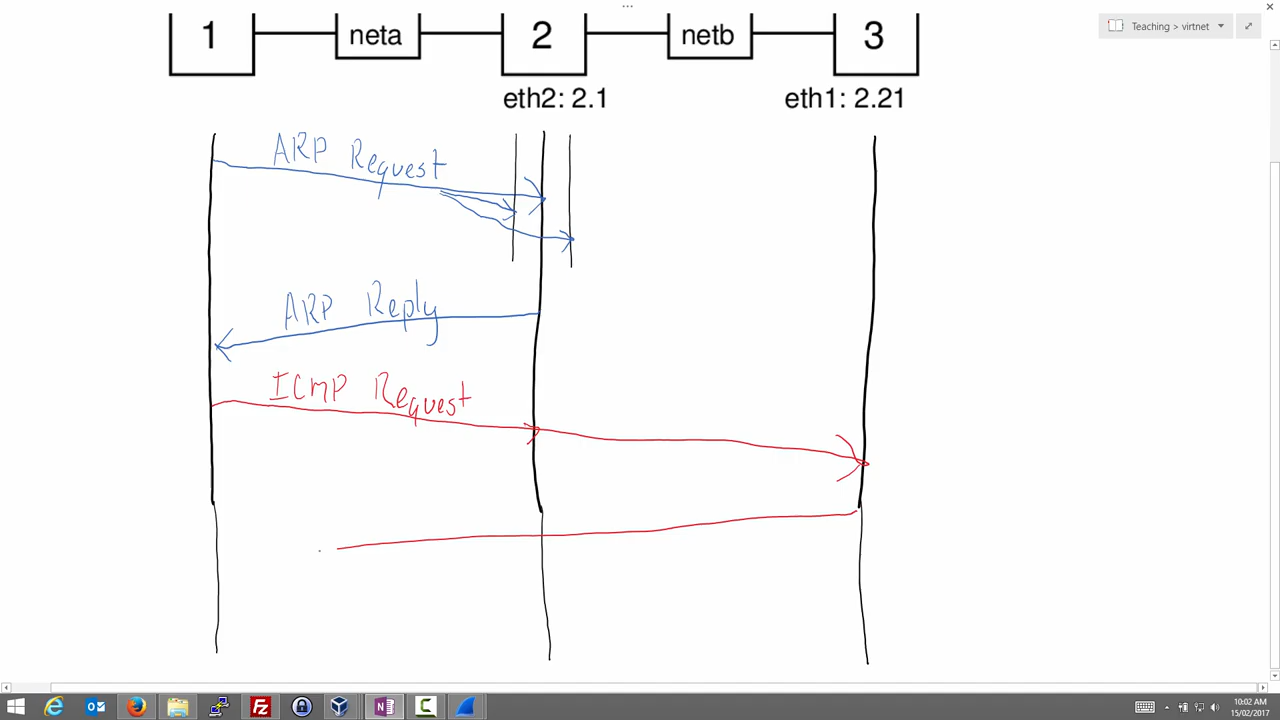 ...
Teaching > virtnet
1 neta 2 netb 3
eth2: 2.1 eth1: 2.21
ARP Request
ARP Reply
ICMP Request
10:02 AM
15/02/2017